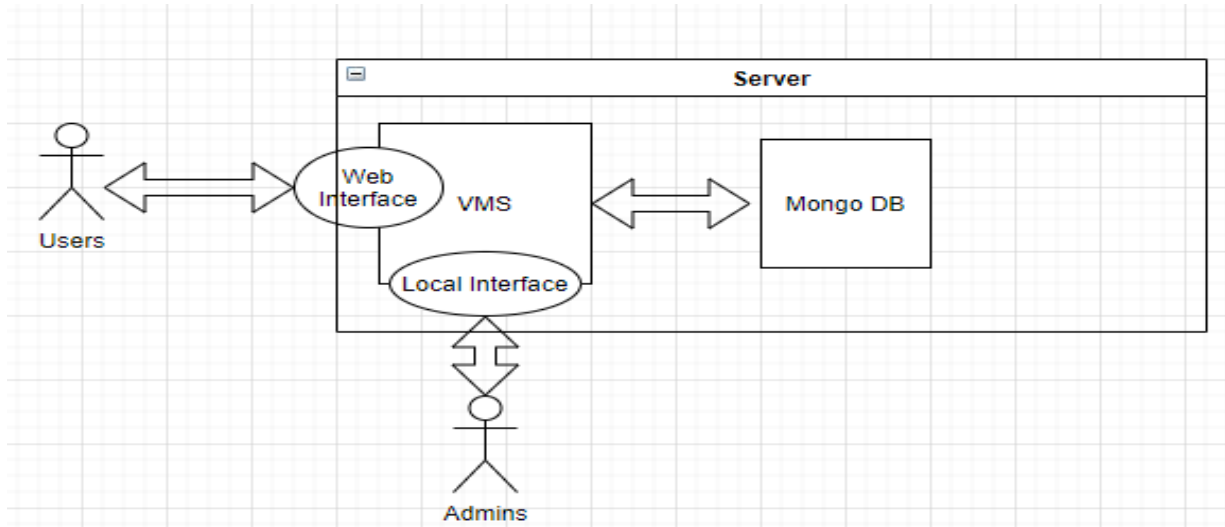 Server
Web
Interface
VMS
Mongo DB
Users
Local Interface
Admins